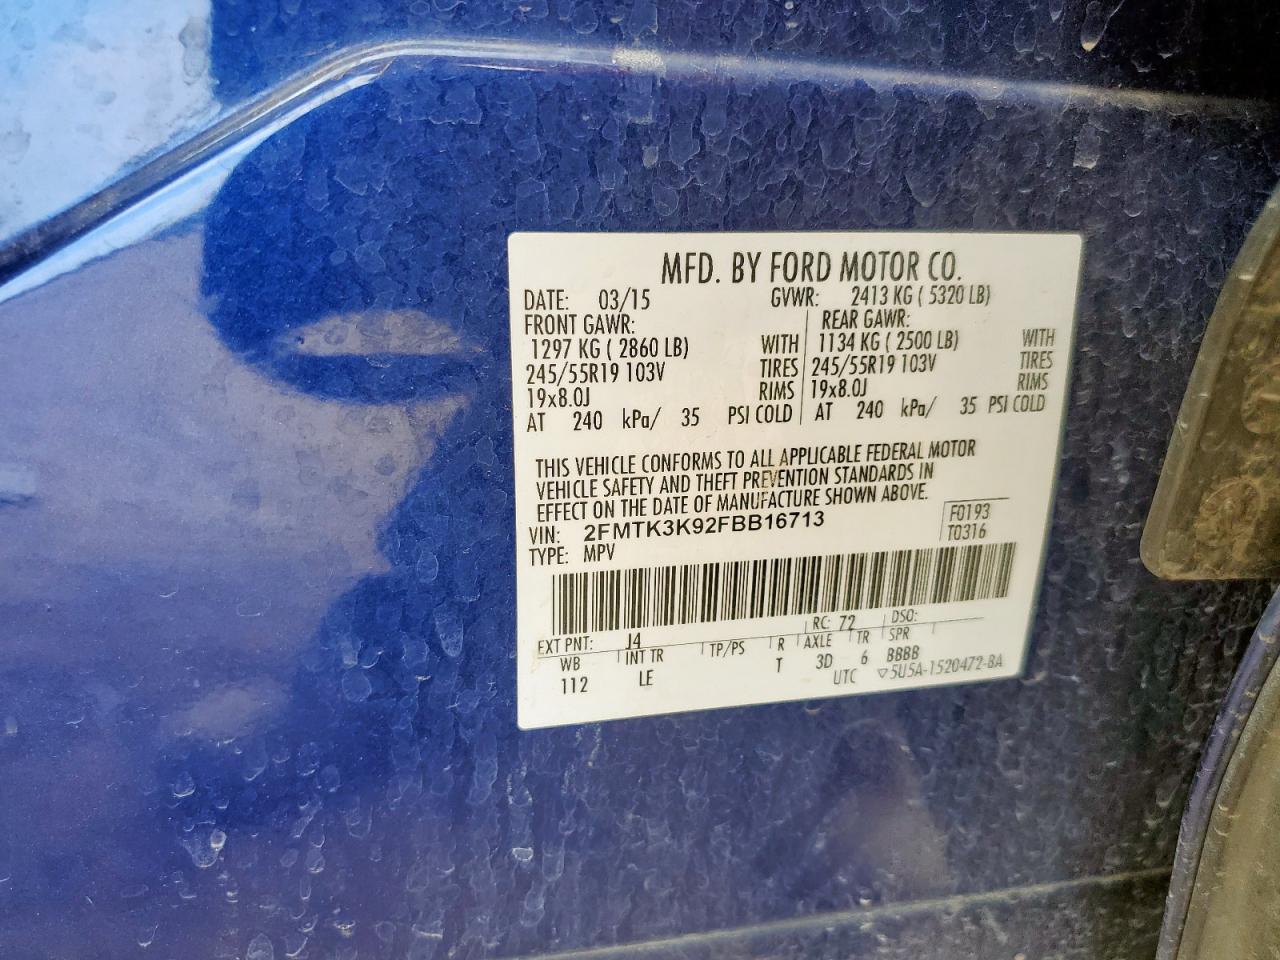 MFD. BY FORD MOTOR CO.
DATE: 03/15 GVWR: 2413 KG ( 5320 LB)
FRONT GAWR: REAR GAWR:
1297 KG ( 2860 LB) WITH 1134 KG ( 2500 LB) WITH
245/55R19 103V TIRES 245/55R19 103V TIRES
19x8.0J RIMS 19x8.0J RIMS
AT 240 kPa/ 35 PSI COLD AT 240 kPa/ 35 PSI COLD
THIS VEHICLE CONFORMS TO ALL APPLICABLE FEDERAL MOTOR
VEHICLE SAFETY AND THEFT PREVENTION STANDARDS IN
EFFECT ON THE DATE OF MANUFACTURE SHOWN ABOVE.
VIN: 2FMTK3K92FBB16713 F0193
TYPE: MPV T0316
EXT PNT: J4 RC: 72 DSO:
WB INT TR TP/PS R AXLE TR SPR
112 LE T 3D 6 BBBB
UTC ▽5U5A-1520472-BA